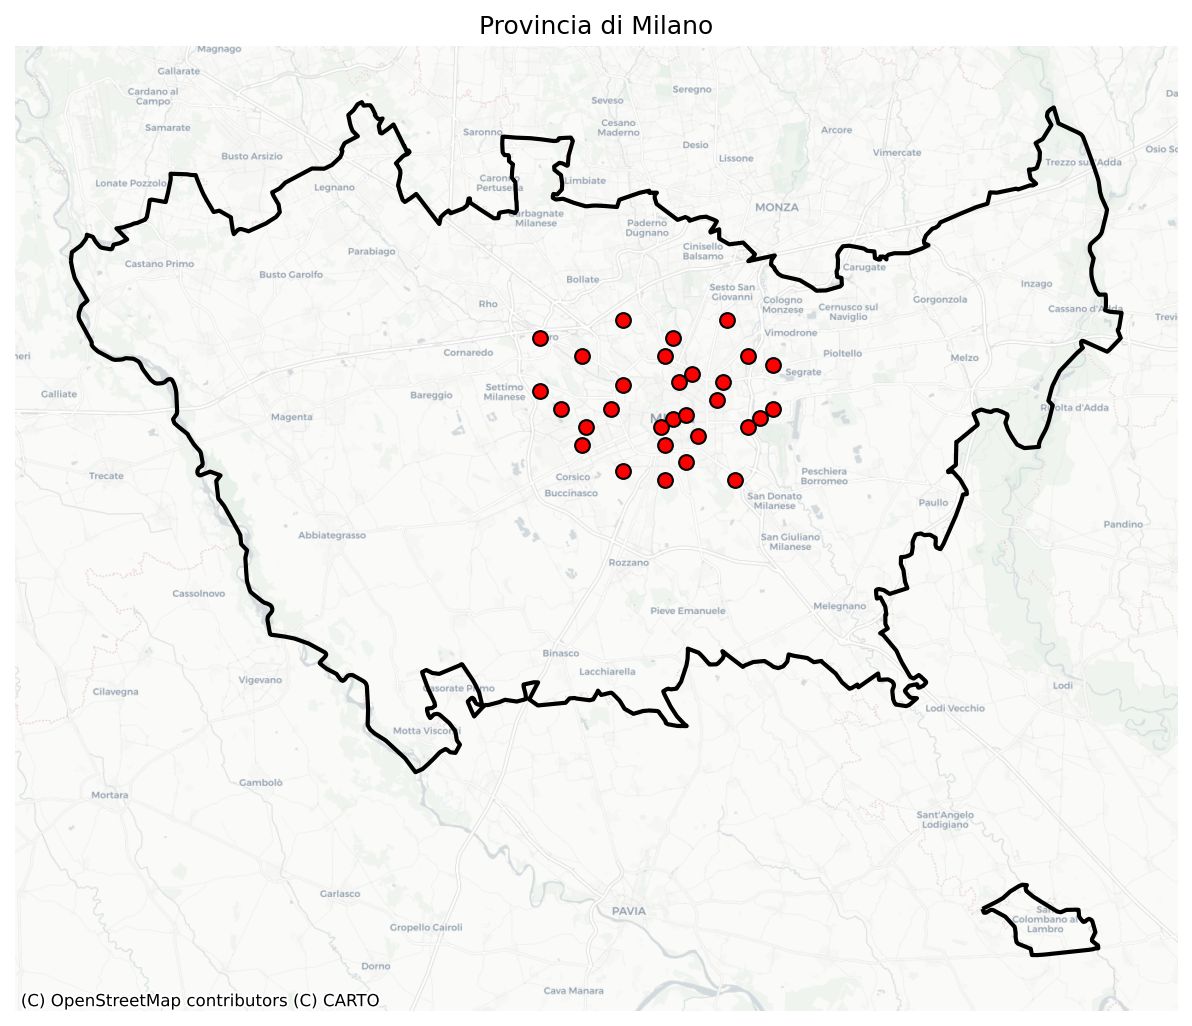 Provincia di Milano
Magnago
Gallarate
Seregno
Cardano al
Campo
Seveso
Cesano
Maderno
Samarate
Saronno
Arcore
Desio
Busto Arsizio
Lissone
Vimercate
Trezzo sull'Adda
Lonate Pozzolo
Legnano
Caronno
Pertusella
Limbiate
MONZA
Garbagnate
Milanese
Paderno
Dugnano
Parabiago
Cinisello
Balsamo
Castano Primo
Busto Garolfo
Bollate
Carugate
Inzago
Rho
Sesto San
Giovanni
Cologno
Monzese
Cernusco sul
Naviglio
Gorgonzola
Cassano d'Adda
Vimodrone
Cornaredo
Pioltello
Melzo
Segrate
Galliate
Settimo
Milanese
Bareggio
Magenta
Rivolta d'Adda
Trecate
Corsico
Peschiera
Borromeo
Buccinasco
San Donato
Milanese
Paullo
Pandino
Abbiategrasso
San Giuliano
Milanese
Rozzano
Cassolnovo
Pieve Emanuele
Melegnano
Binasco
Lacchiarella
Vigevano
Cilavegna
Casorate Primo
Lodi
Lodi Vecchio
Motta Visconti
Gambolò
Mortara
Sant'Angelo
Lodigiano
Garlasco
PAVIA
San
Colombano al
Lambro
Gropello Cairoli
Dorno
Cava Manara
(C) OpenStreetMap contributors (C) CARTO